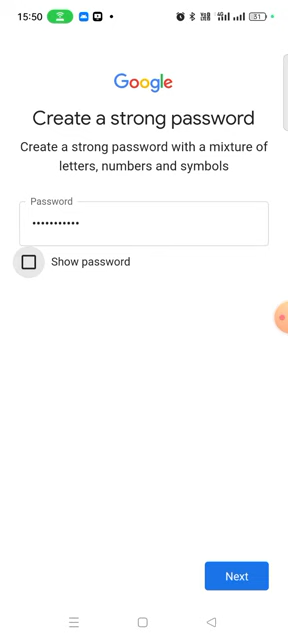 15:50
31
Google
Create a strong password
Create a strong password with a mixture of
letters, numbers and symbols
Password
•••••••••••
Show password
Next